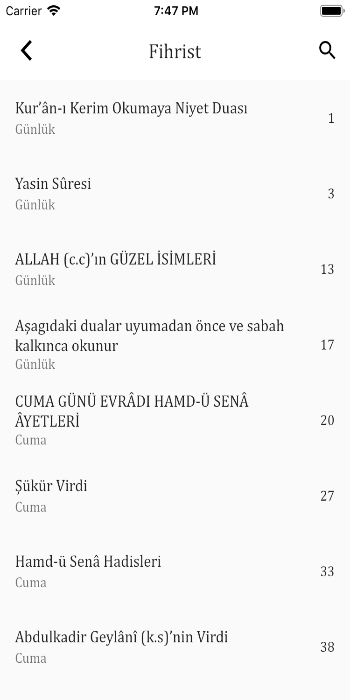 Carrier 7:47 PM
Fihrist
Kur’ân-ı Kerim Okumaya Niyet Duası
Günlük
1
Yasin Sûresi
Günlük
3
ALLAH (c.c)’ın GÜZEL İSİMLERİ
Günlük
13
Aşagıdaki dualar uyumadan önce ve sabah
kalkınca okunur
Günlük
17
CUMA GÜNÜ EVRÂDI HAMD-Ü SENÂ
ÂYETLERİ
Cuma
20
Şükür Virdi
Cuma
27
Hamd-ü Senâ Hadisleri
Cuma
33
Abdulkadir Geylânî (k.s)’nin Virdi
Cuma
38